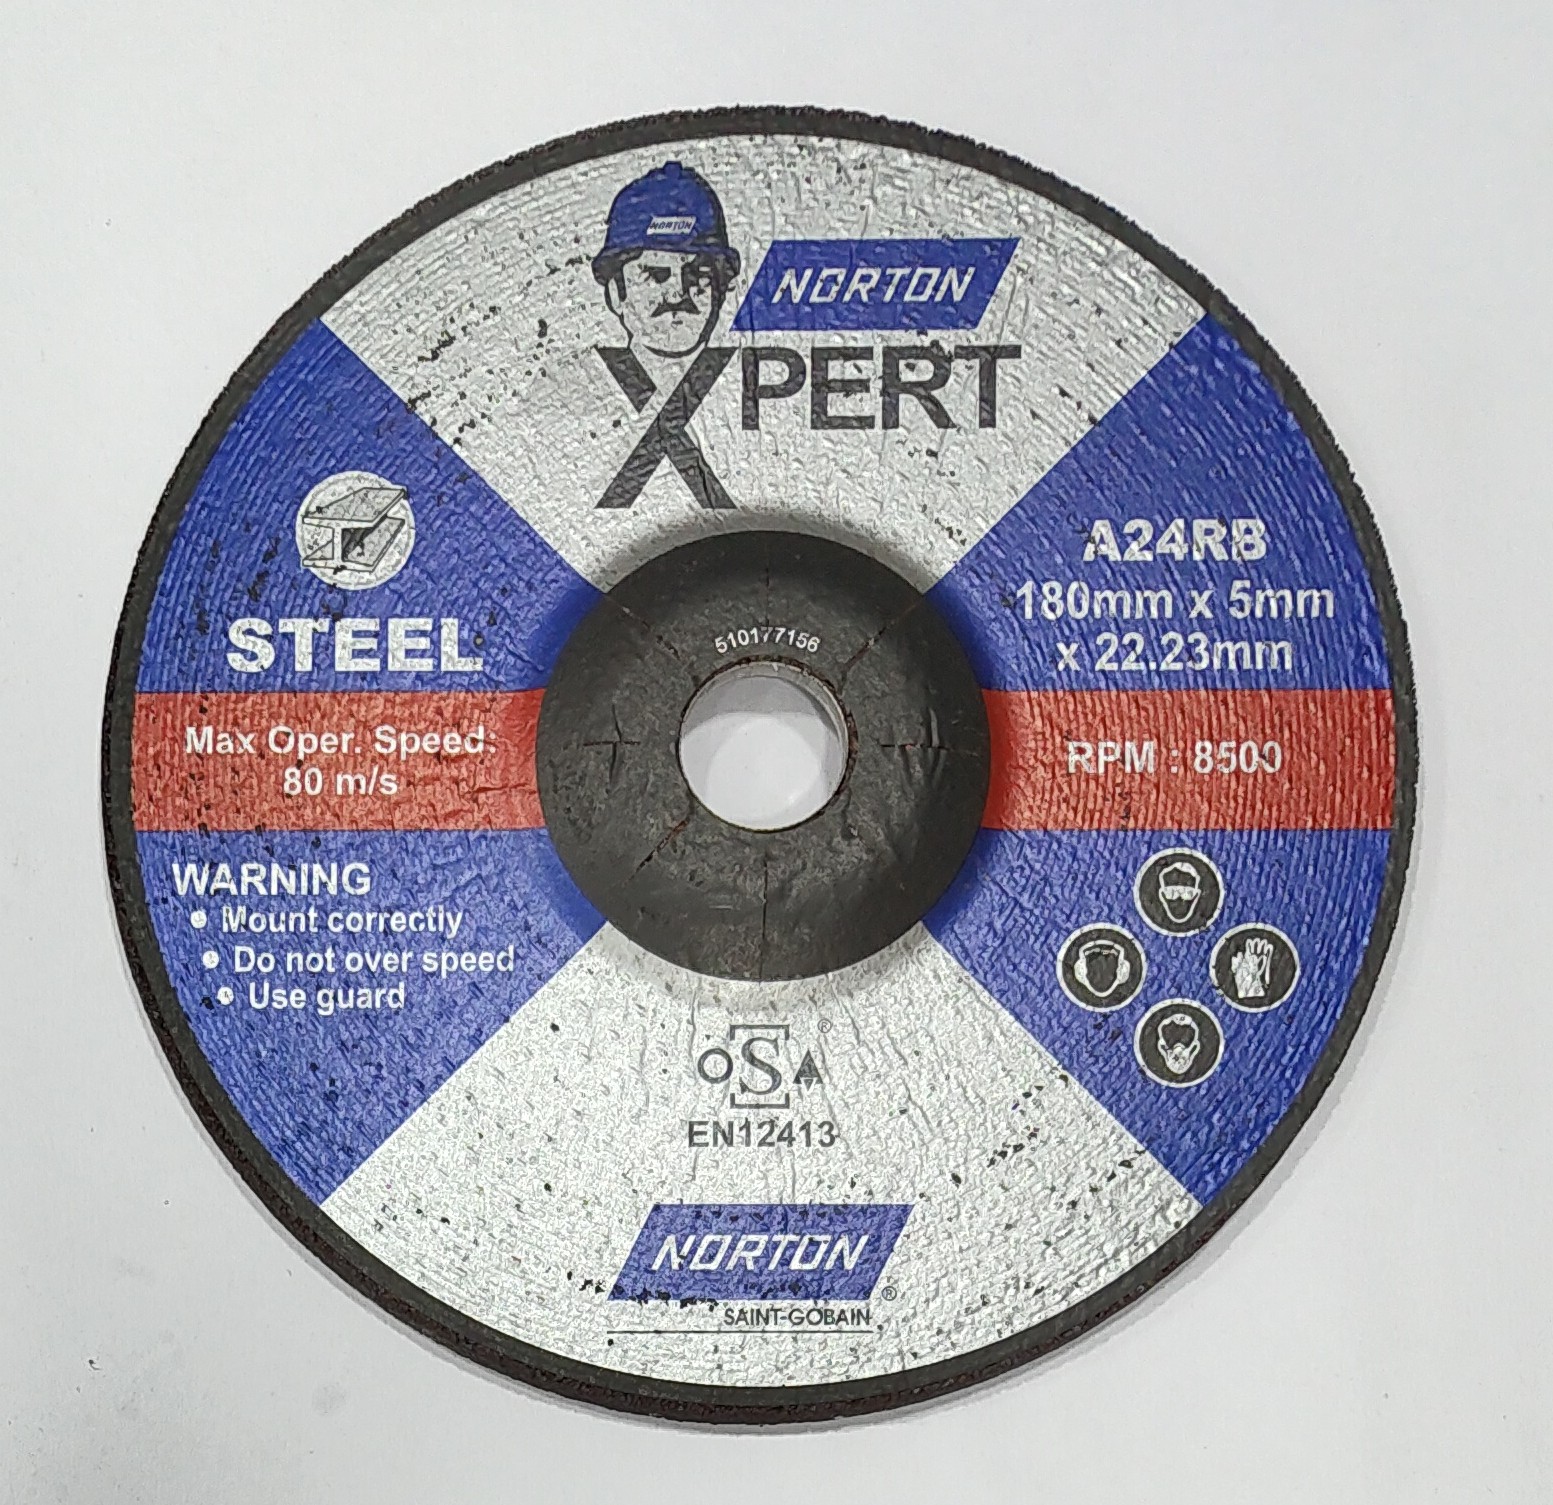 NORTON
NORTON
XPERT
STEEL
A24RB
180mm x 5mm
x 22.23mm
510177156
Max Oper. Speed:
80 m/s
RPM : 8500
WARNING
• Mount correctly
• Do not over speed
• Use guard
oSa ®
EN12413
NORTON ®
SAINT-GOBAIN